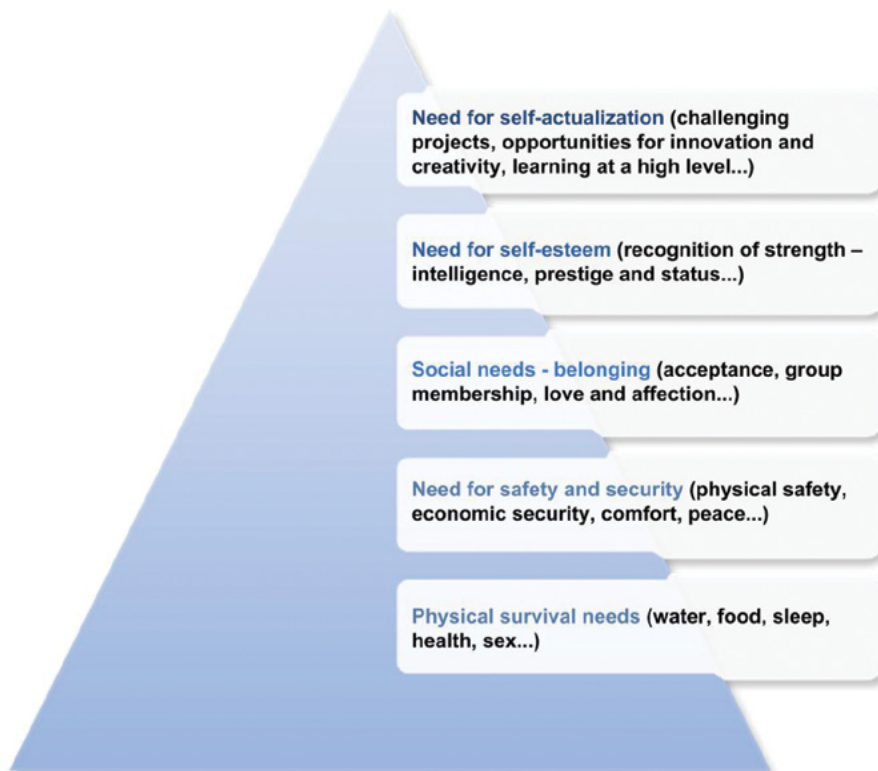 Need for self-actualization (challenging
projects, opportunities for innovation and
creativity, learning at a high level...)
Need for self-esteem (recognition of strength –
intelligence, prestige and status...)
Social needs - belonging (acceptance, group
membership, love and affection...)
Need for safety and security (physical safety,
economic security, comfort, peace...)
Physical survival needs (water, food, sleep,
health, sex...)